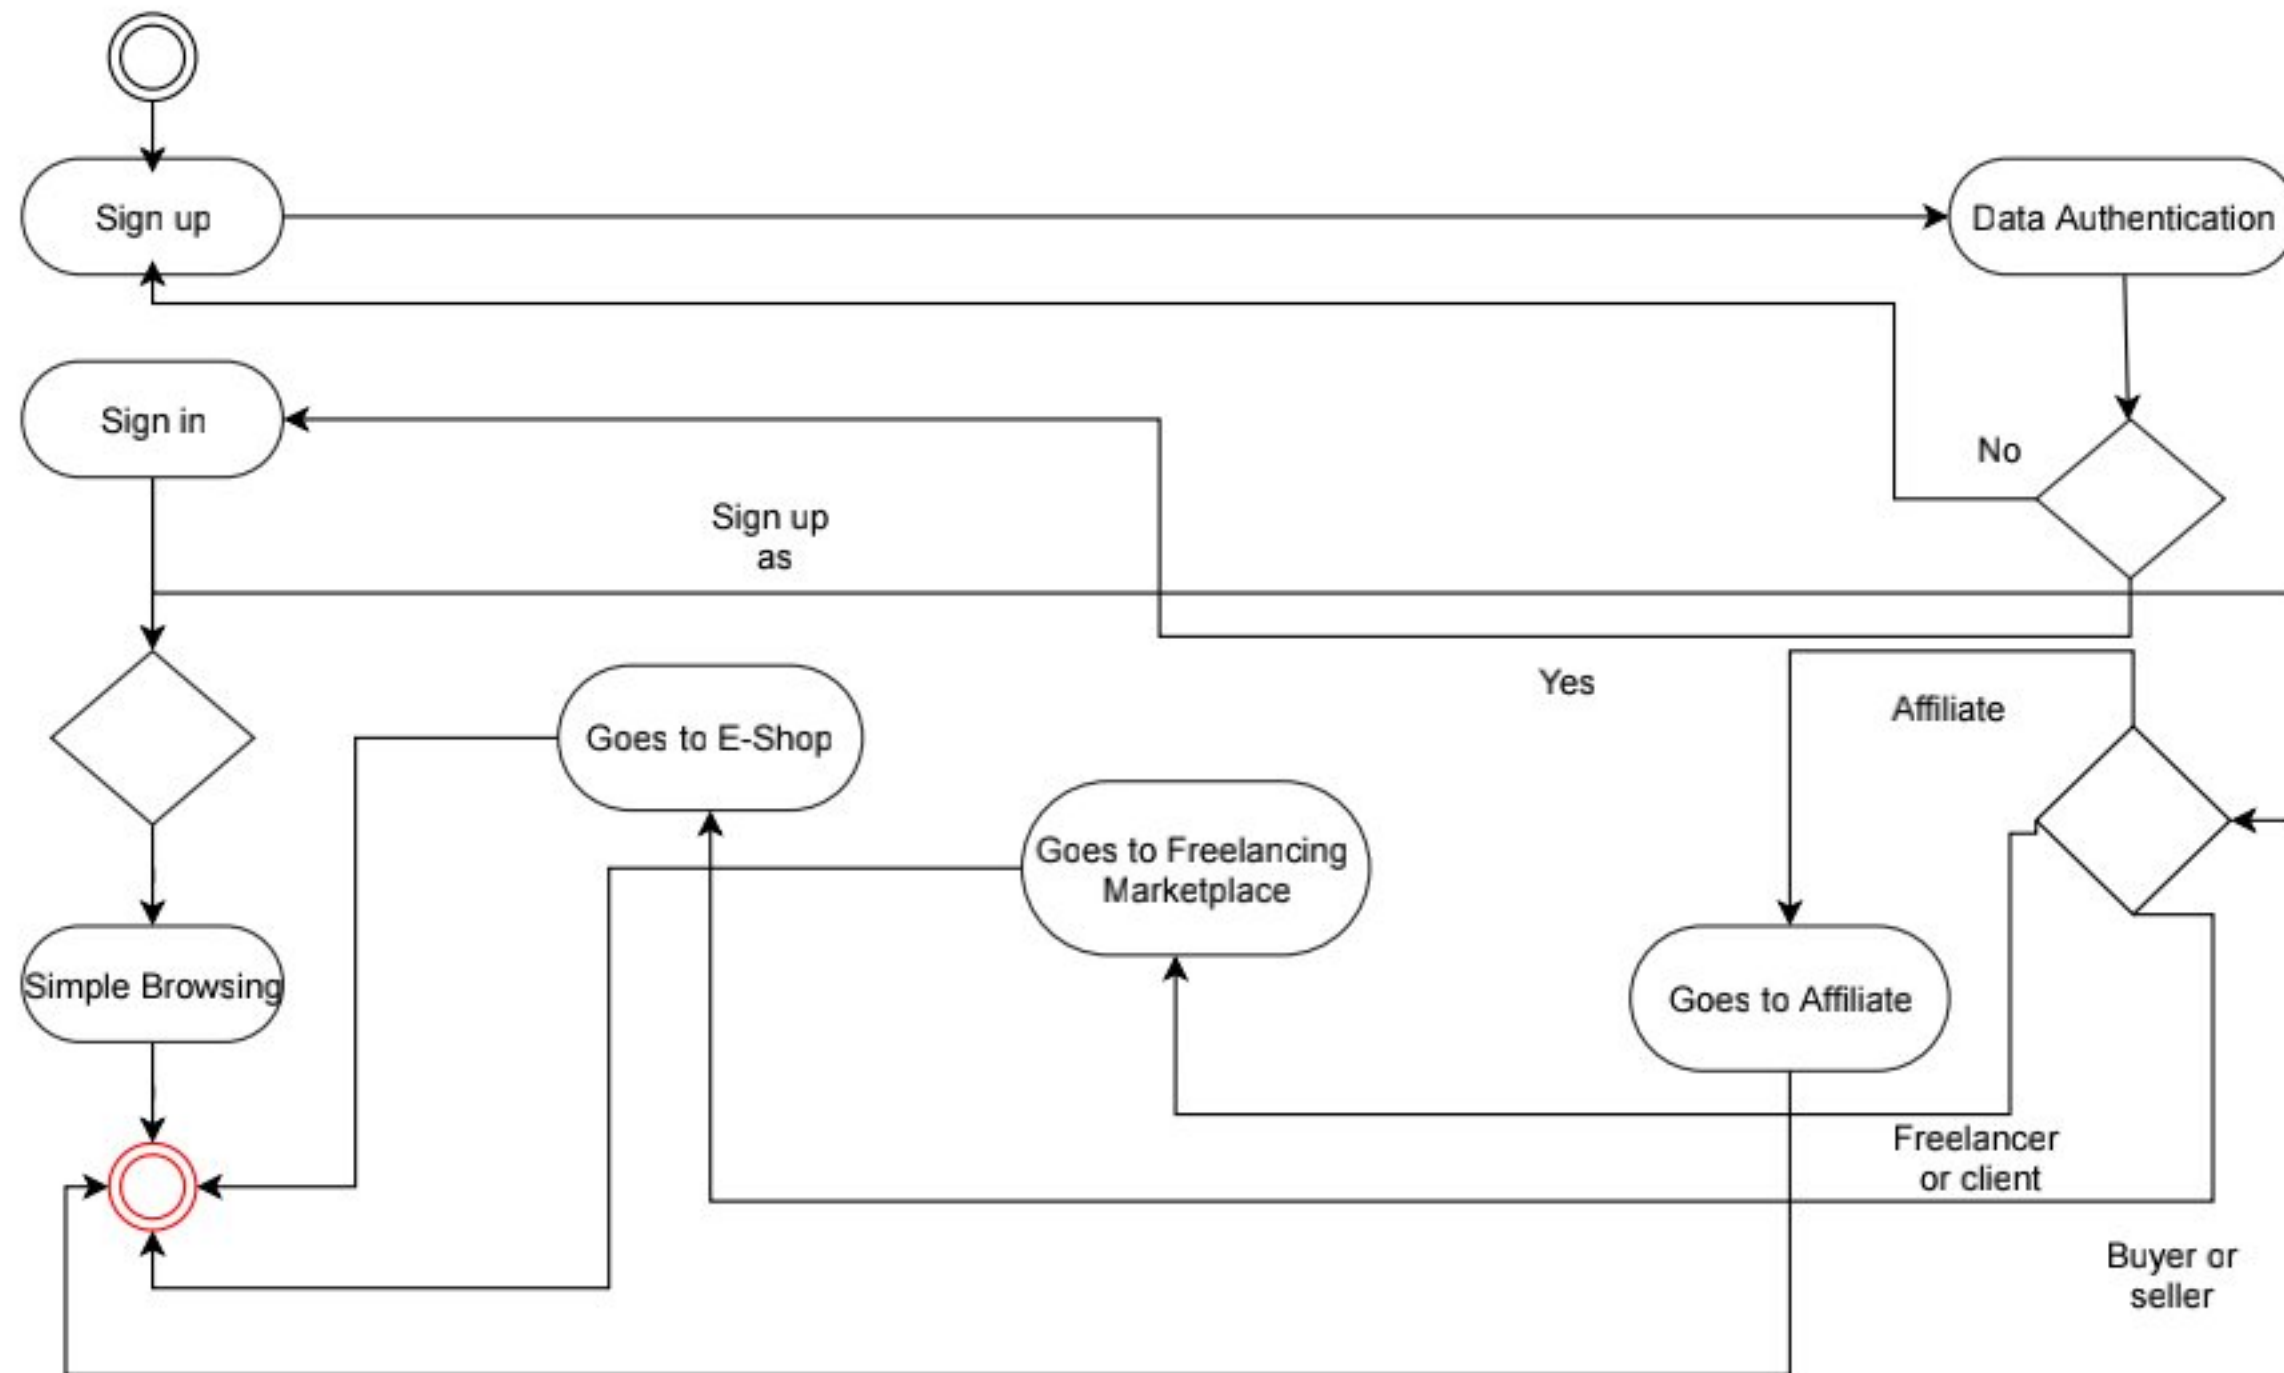 Sign up
Data Authentication
Sign in
No
Sign up
as
Yes
Affiliate
Goes to E-Shop
Goes to Freelancing
Marketplace
Simple Browsing
Goes to Affiliate
Freelancer
or client
Buyer or
seller